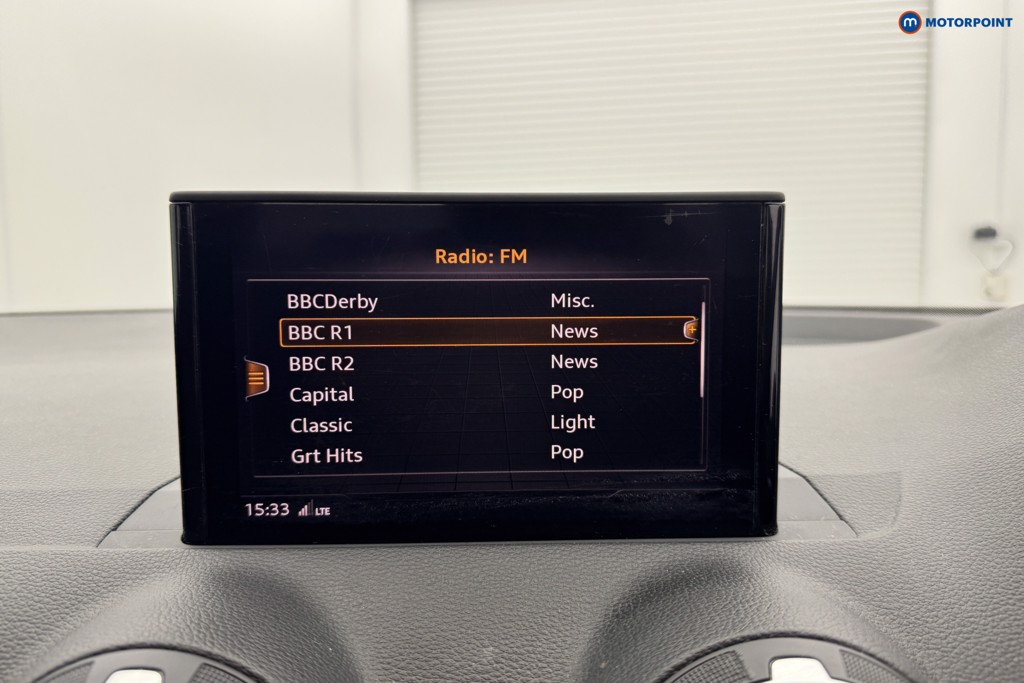 m MOTORPOINT
Radio: FM
BBCDerby Misc.
BBC R1 News
BBC R2 News
Capital Pop
Classic Light
Grt Hits Pop
15:33 LTE